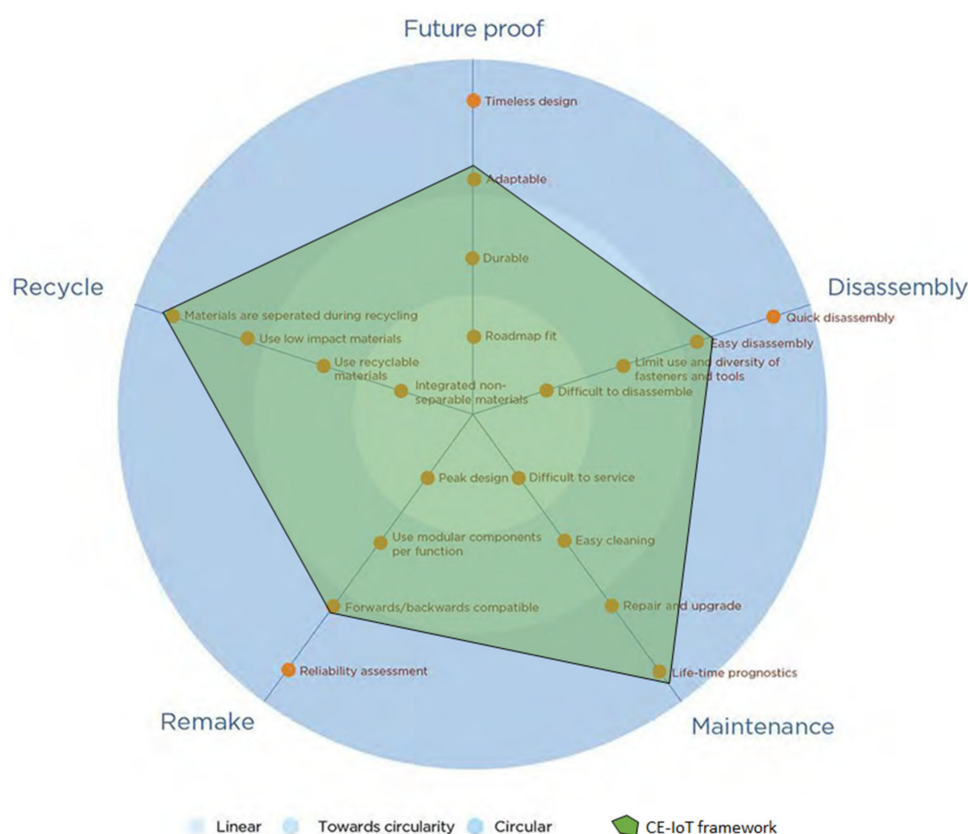 Future proof
Timeless design
Adaptable
Durable
Roadmap fit
Disassembly
Quick disassembly
Easy disassembly
Limit use and diversity of
fasteners and tools
Difficult to disassemble
Recycle
Materials are seperated during recycling
Use low impact materials
Use recyclable
materials
Integrated non-
separable materials
Peak design
Use modular components
per function
Forwards/backwards compatible
Reliability assessment
Remake
Difficult to service
Easy cleaning
Repair and upgrade
Life-time prognostics
Maintenance
Linear
Towards circularity
Circular
CE-IoT framework